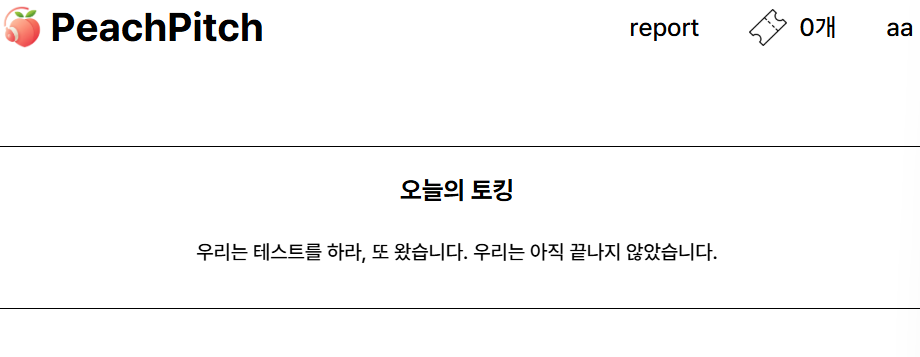 PeachPitch report 0개 aa
오늘의 토킹
우리는 테스트를 하라, 또 왔습니다. 우리는 아직 끝나지 않았습니다.